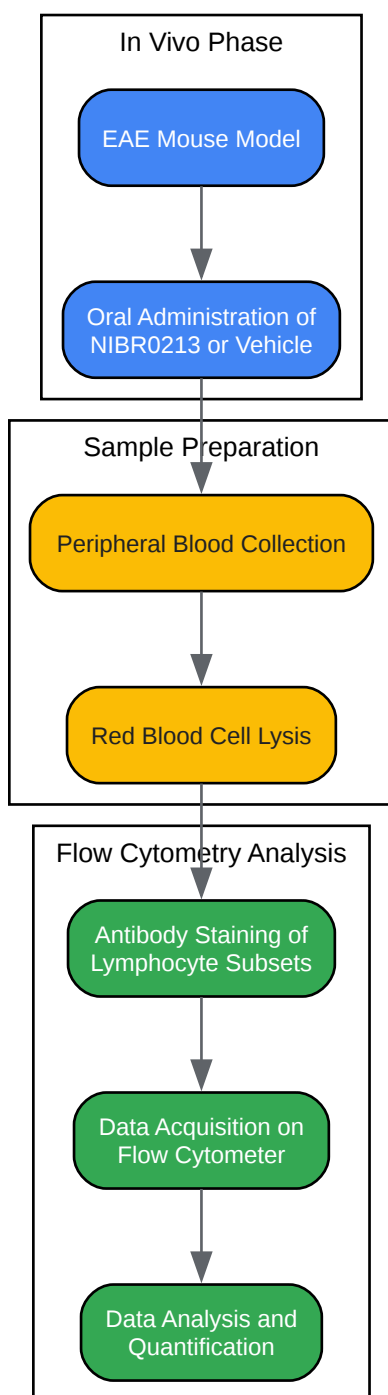 In Vivo Phase
EAE Mouse Model
Oral Administration of
NIBR0213 or Vehicle
Sample Preparation
Peripheral Blood Collection
Red Blood Cell Lysis
Flow Cytometry Analysis
Antibody Staining of
Lymphocyte Subsets
Data Acquisition on
Flow Cytometer
Data Analysis and
Quantification